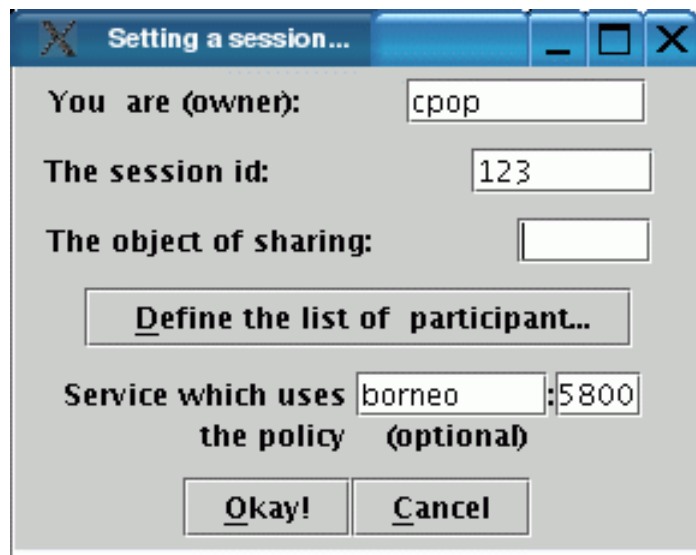 Setting a session...
You are (owner): cpop
The session id: 123
The object of sharing:
Define the list of participant...
Service which uses borneo:5800
the policy (optional)
Okay! Cancel